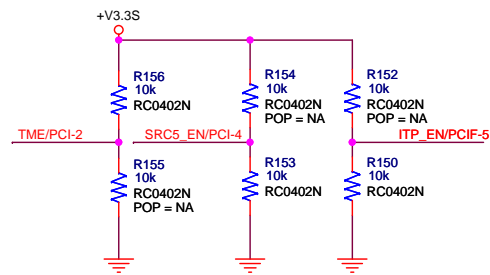 +V3.3S
R156
10k
RC0402N
R154
10k
RC0402N
POP = NA
R152
10k
RC0402N
POP = NA
TME/PCI-2
SRC5_EN/PCI-4
ITP_EN/PCIF-5
R155
10k
RC0402N
POP = NA
R153
10k
RC0402N
R150
10k
RC0402N